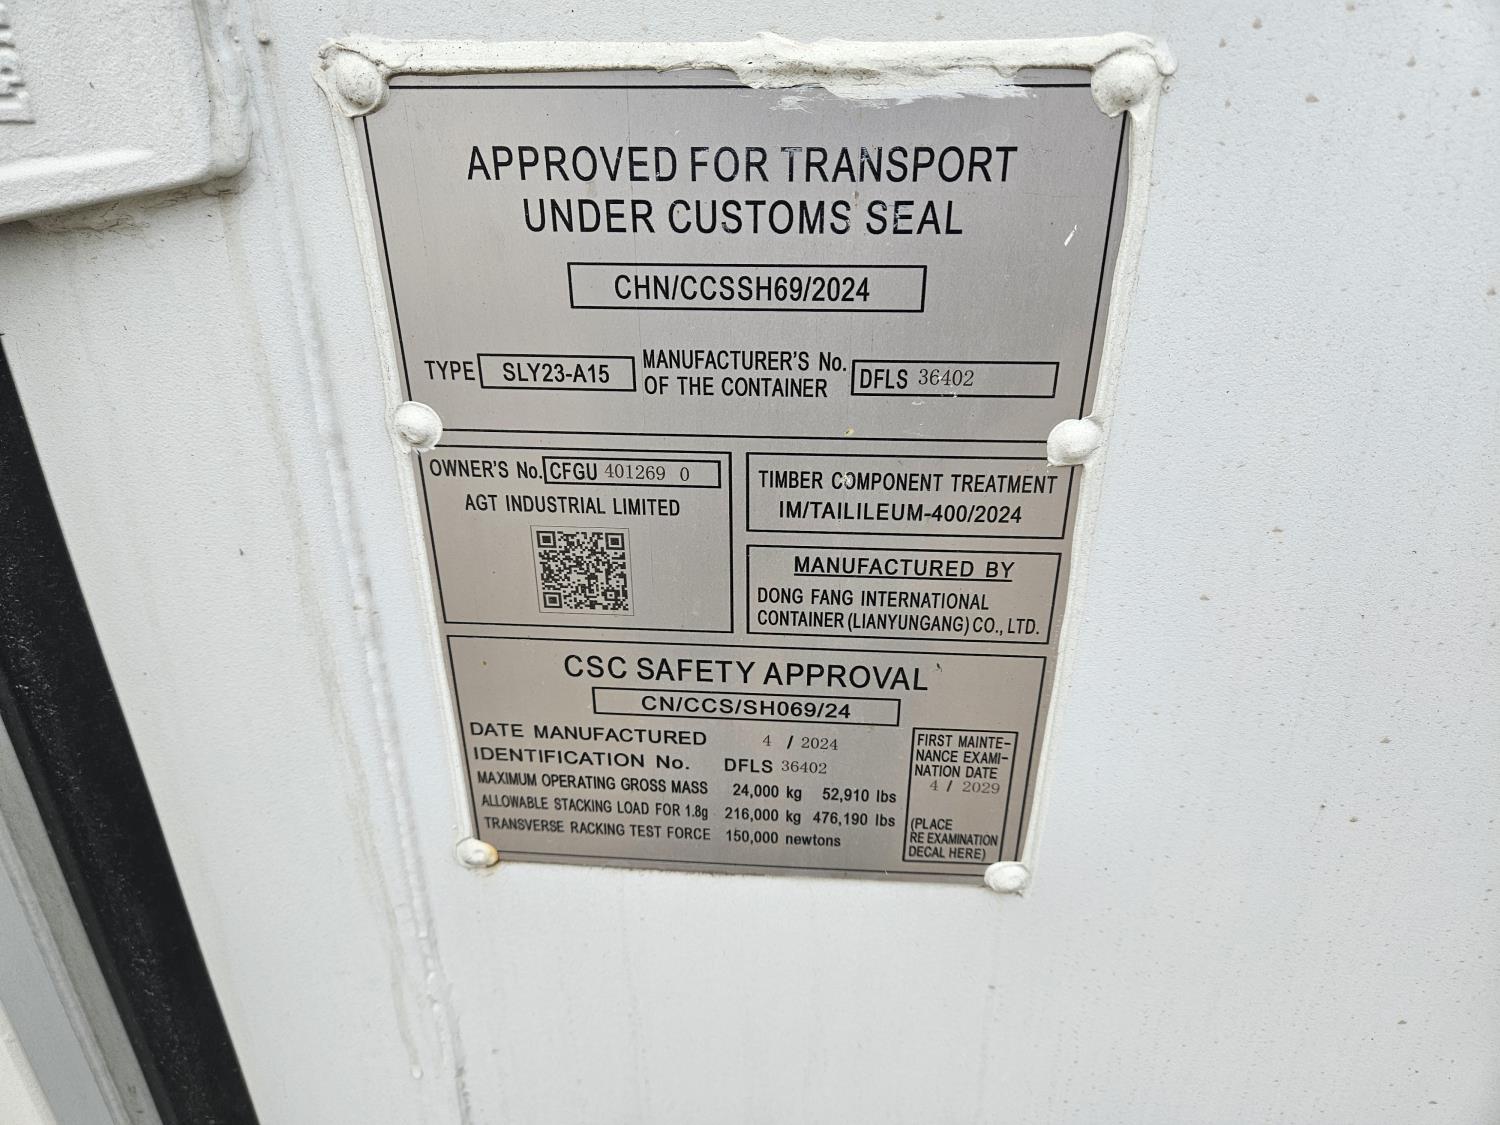 APPROVED FOR TRANSPORT
UNDER CUSTOMS SEAL
CHN/CCSSH69/2024
TYPE SLY23-A15
MANUFACTURER'S No.
OF THE CONTAINER
DFLS 36402
OWNER'S No. CFGU 401269 0
AGT INDUSTRIAL LIMITED
TIMBER COMPONENT TREATMENT
IM/TAILILEUM-400/2024
MANUFACTURED BY
DONG FANG INTERNATIONAL
CONTAINER (LIANYUNGANG) CO., LTD.
CSC SAFETY APPROVAL
CN/CCS/SH069/24
DATE MANUFACTURED 4 / 2024
IDENTIFICATION No. DFLS 36402
MAXIMUM OPERATING GROSS MASS 24,000 kg 52,910 lbs
ALLOWABLE STACKING LOAD FOR 1.8g 216,000 kg 476,190 lbs
TRANSVERSE RACKING TEST FORCE 150,000 newtons
FIRST MAINTE-
NANCE EXAMI-
NATION DATE
4 / 2029
(PLACE
RE EXAMINATION
DECAL HERE)